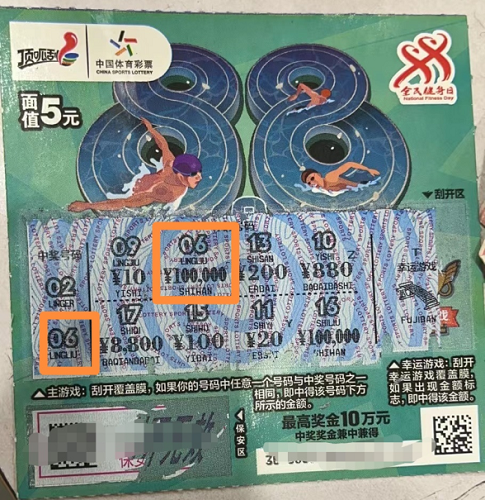 顶呱刮
中国体育彩票
CHINA SPORTS LOTTERY
全民健身日
National Fitness Day
面值5元
88
▼刮开区
中奖号码
02
LINGER
06
LINGLIU
09
LINGJIU
¥10
YISHI
06
LINGLIU
¥100,000
SHIWAN
13
SHISAN
¥200
ERBAI
10
YISHI
¥880
BABAIBASHI
17
SHIQI
¥8,800
BAQIANBABAI
15
SHIWU
¥100
YIBAI
11
SHIYI
¥20
ERSHI
16
SHILIU
¥100,000
幸运游戏
▲主游戏:刮开覆盖膜,如果你的号码中任意一个号码与中奖号码之一
相同,即中得该号码下方
所示的金额。
▲幸运游戏:刮开
幸运游戏覆盖膜,
如果出现金额标
志,即中得该金额。
◀保安区
最高奖金10万元
中奖奖金兼中兼得